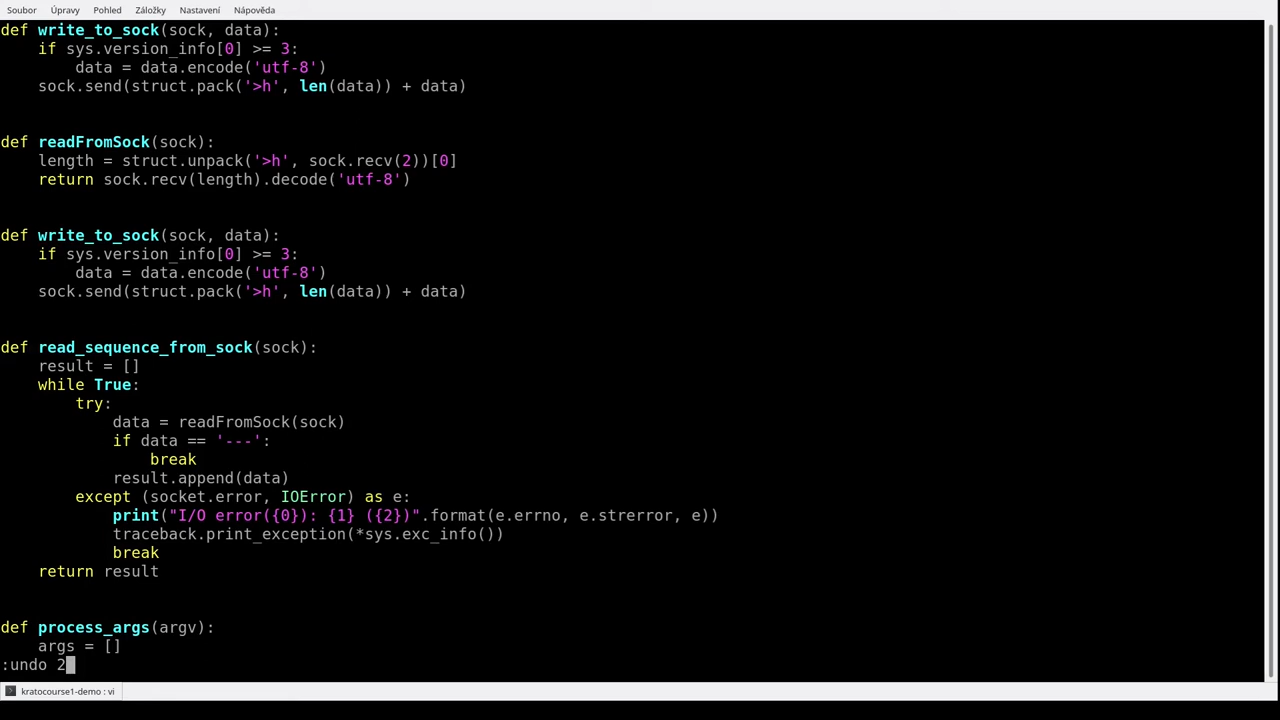 Soubor Úpravy Pohled Záložky Nastavení Nápověda
def write_to_sock(sock, data):
    if sys.version_info[0] >= 3:
        data = data.encode('utf-8')
    sock.send(struct.pack('>h', len(data)) + data)
def readFromSock(sock):
    length = struct.unpack('>h', sock.recv(2))[0]
    return sock.recv(length).decode('utf-8')
def write_to_sock(sock, data):
    if sys.version_info[0] >= 3:
        data = data.encode('utf-8')
    sock.send(struct.pack('>h', len(data)) + data)
def read_sequence_from_sock(sock):
    result = []
    while True:
        try:
            data = readFromSock(sock)
            if data == '---':
                break
            result.append(data)
        except (socket.error, IOError) as e:
            print("I/O error({0}): {1} ({2})".format(e.errno, e.strerror, e))
            traceback.print_exception(*sys.exc_info())
            break
    return result
def process_args(argv):
    args = []
:undo 2
kratocourse1-demo : vi